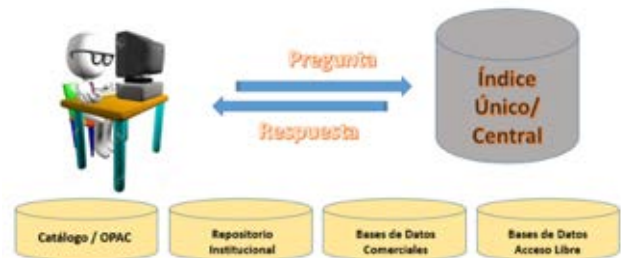 Pregunta
Respuesta
Índice
Único/
Central
Catálogo / OPAC
Repositorio
Institucional
Bases de Datos
Comerciales
Bases de Datos
Acceso Libre